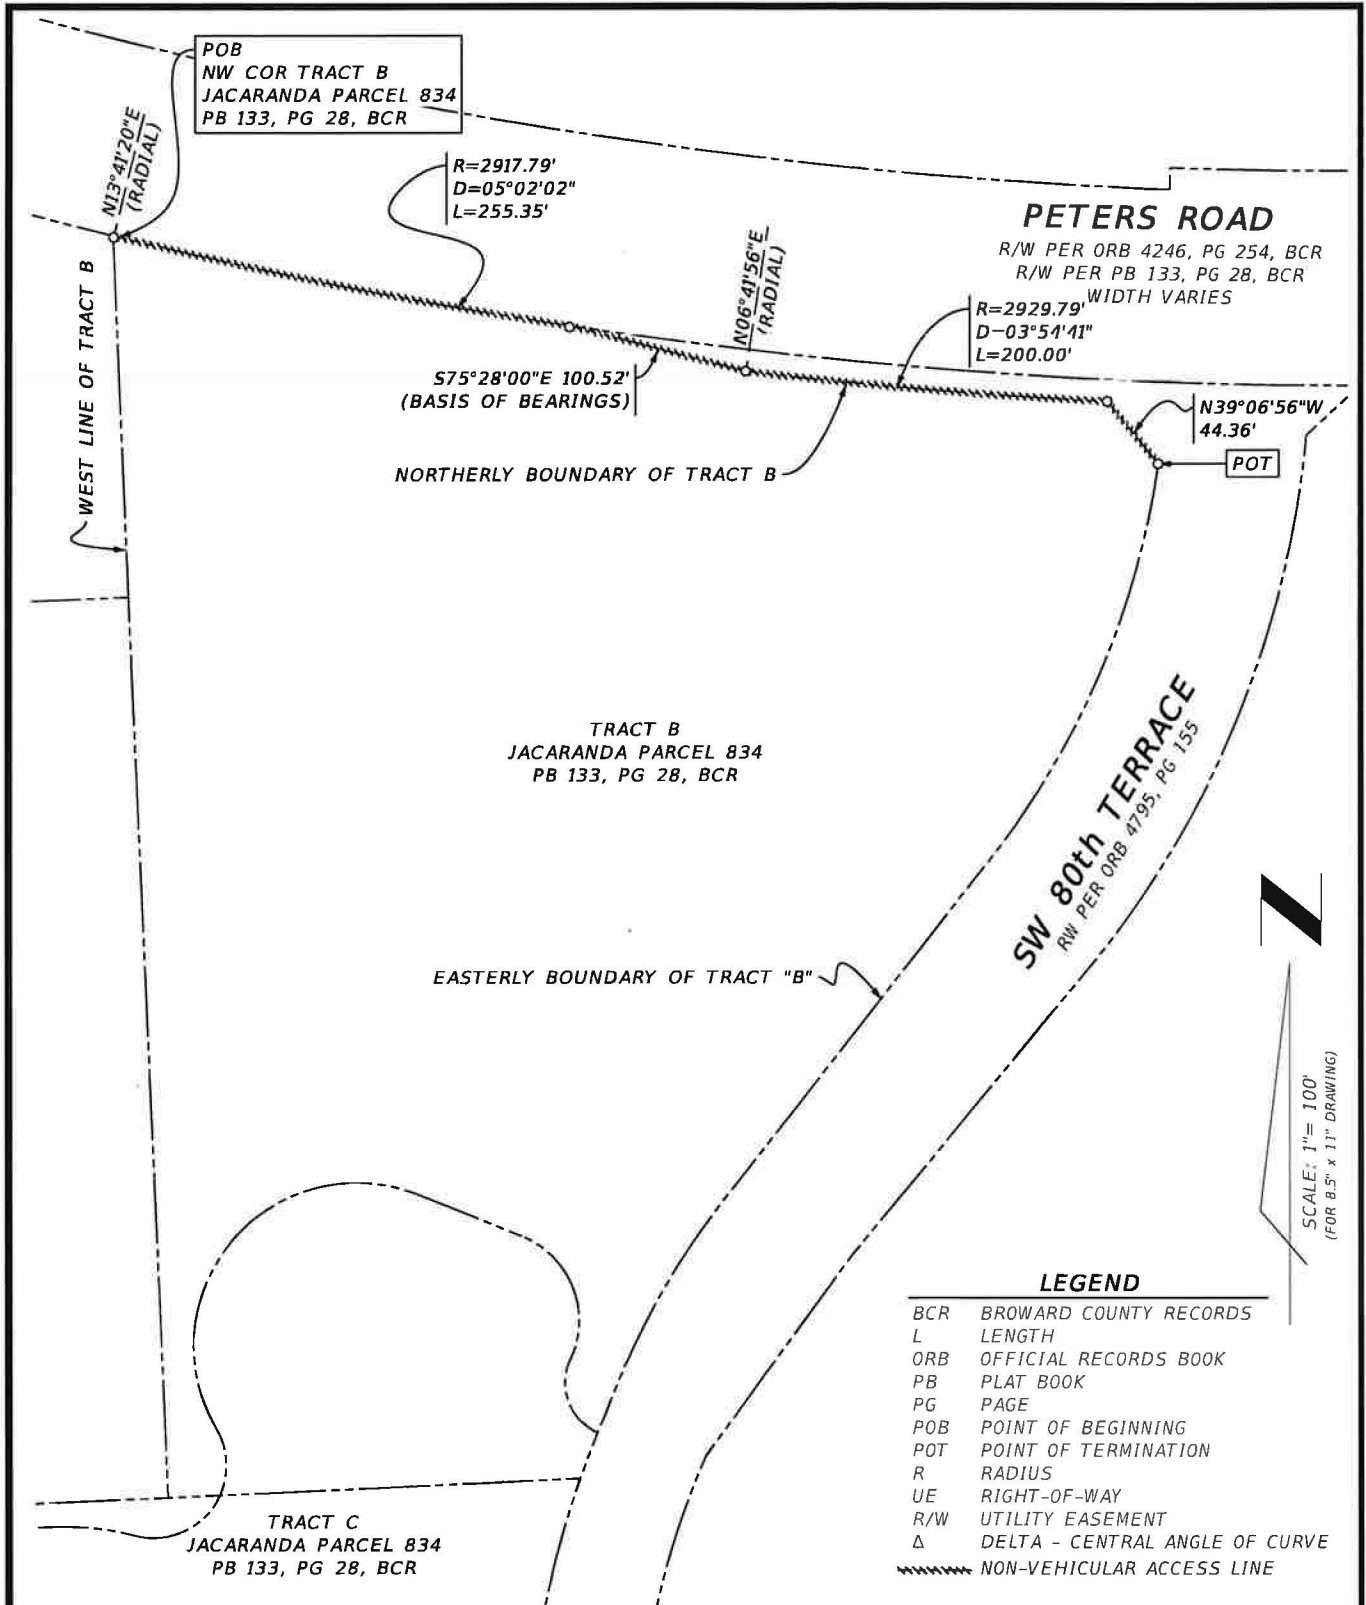 POB
NW COR TRACT B
JACARANDA PARCEL 834
PB 133, PG 28, BCR
N13°41'20"E
(RADIAL)
R=2917.79'
D=05°02'02"
L=255.35'
PETERS ROAD
R/W PER ORB 4246, PG 254, BCR
R/W PER PB 133, PG 28, BCR
WIDTH VARIES
N06°41'56"E
(RADIAL)
R=2929.79'
D=03°54'41"
L=200.00'
S75°28'00"E 100.52'
(BASIS OF BEARINGS)
N39°06'56"W
44.36'
POT
NORTHERLY BOUNDARY OF TRACT B
WEST LINE OF TRACT B
TRACT B
JACARANDA PARCEL 834
PB 133, PG 28, BCR
SW 80th TERRACE
RW PER ORB 4795, PG 155
EASTERLY BOUNDARY OF TRACT "B"
Z
SCALE: 1"= 100'
(FOR 8.5" x 11" DRAWING)
LEGEND
BCR BROWARD COUNTY RECORDS
L LENGTH
ORB OFFICIAL RECORDS BOOK
PB PLAT BOOK
PG PAGE
POB POINT OF BEGINNING
POT POINT OF TERMINATION
R RADIUS
UE RIGHT-OF-WAY
R/W UTILITY EASEMENT
Δ DELTA - CENTRAL ANGLE OF CURVE
NON-VEHICULAR ACCESS LINE
TRACT C
JACARANDA PARCEL 834
PB 133, PG 28, BCR